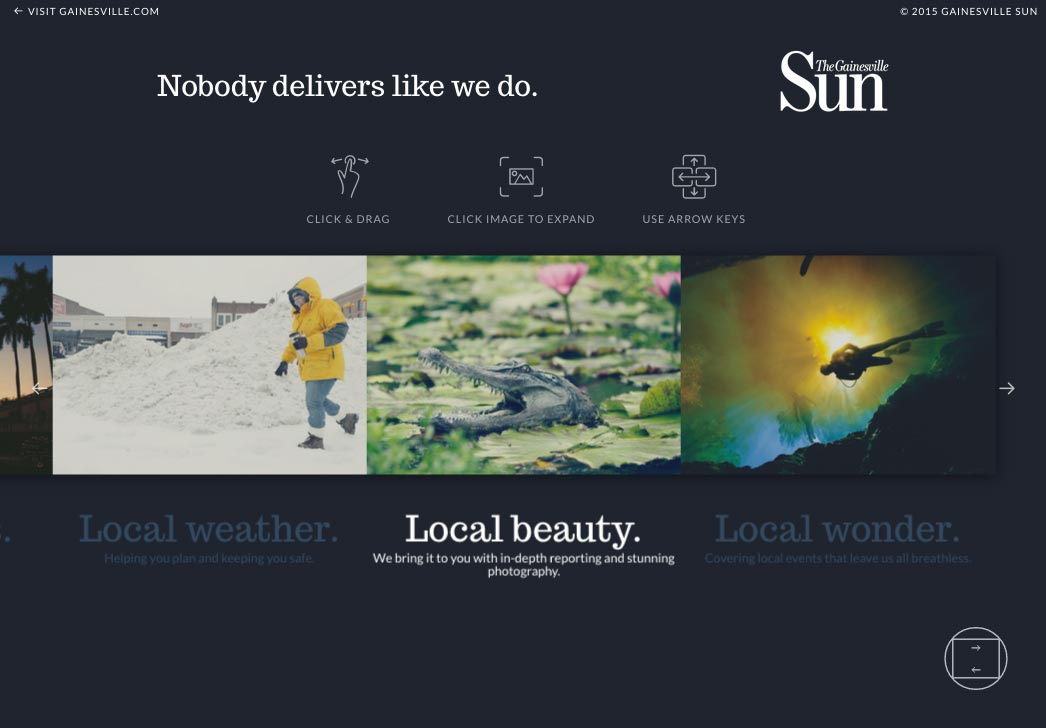 ← VISIT GAINESVILLE.COM
© 2015 GAINESVILLE SUN
Nobody delivers like we do.
The Gainesville
Sun
CLICK & DRAG
CLICK IMAGE TO EXPAND
USE ARROW KEYS
s.
Local weather.
Helping you plan and keeping you safe.
Local beauty.
We bring it to you with in-depth reporting and stunning
photography.
Local wonder.
Covering local events that leave us all breathless.